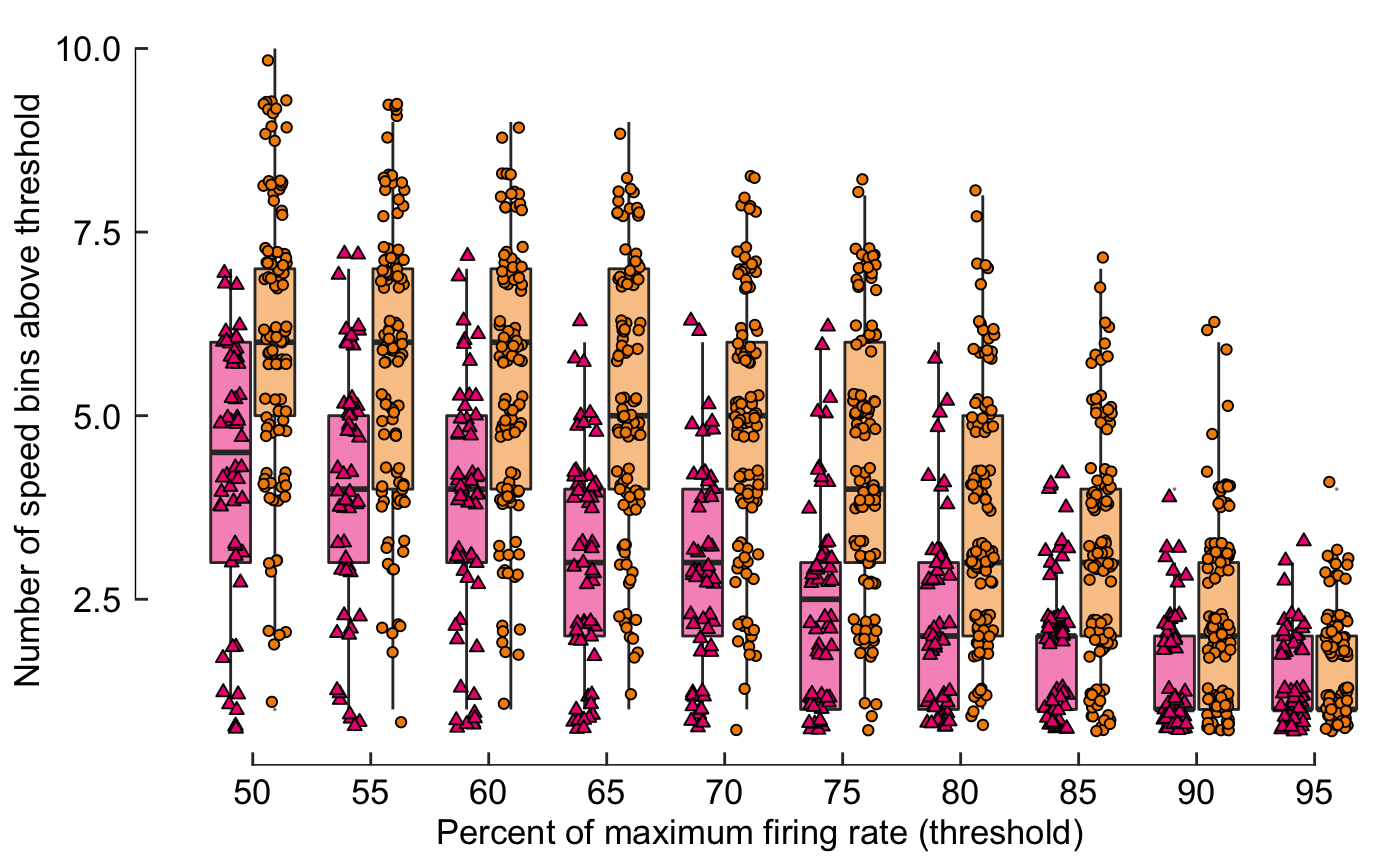 Number of speed bins above threshold
10.0
7.5
5.0
2.5
50 55 60 65 70 75 80 85 90 95
Percent of maximum firing rate (threshold)